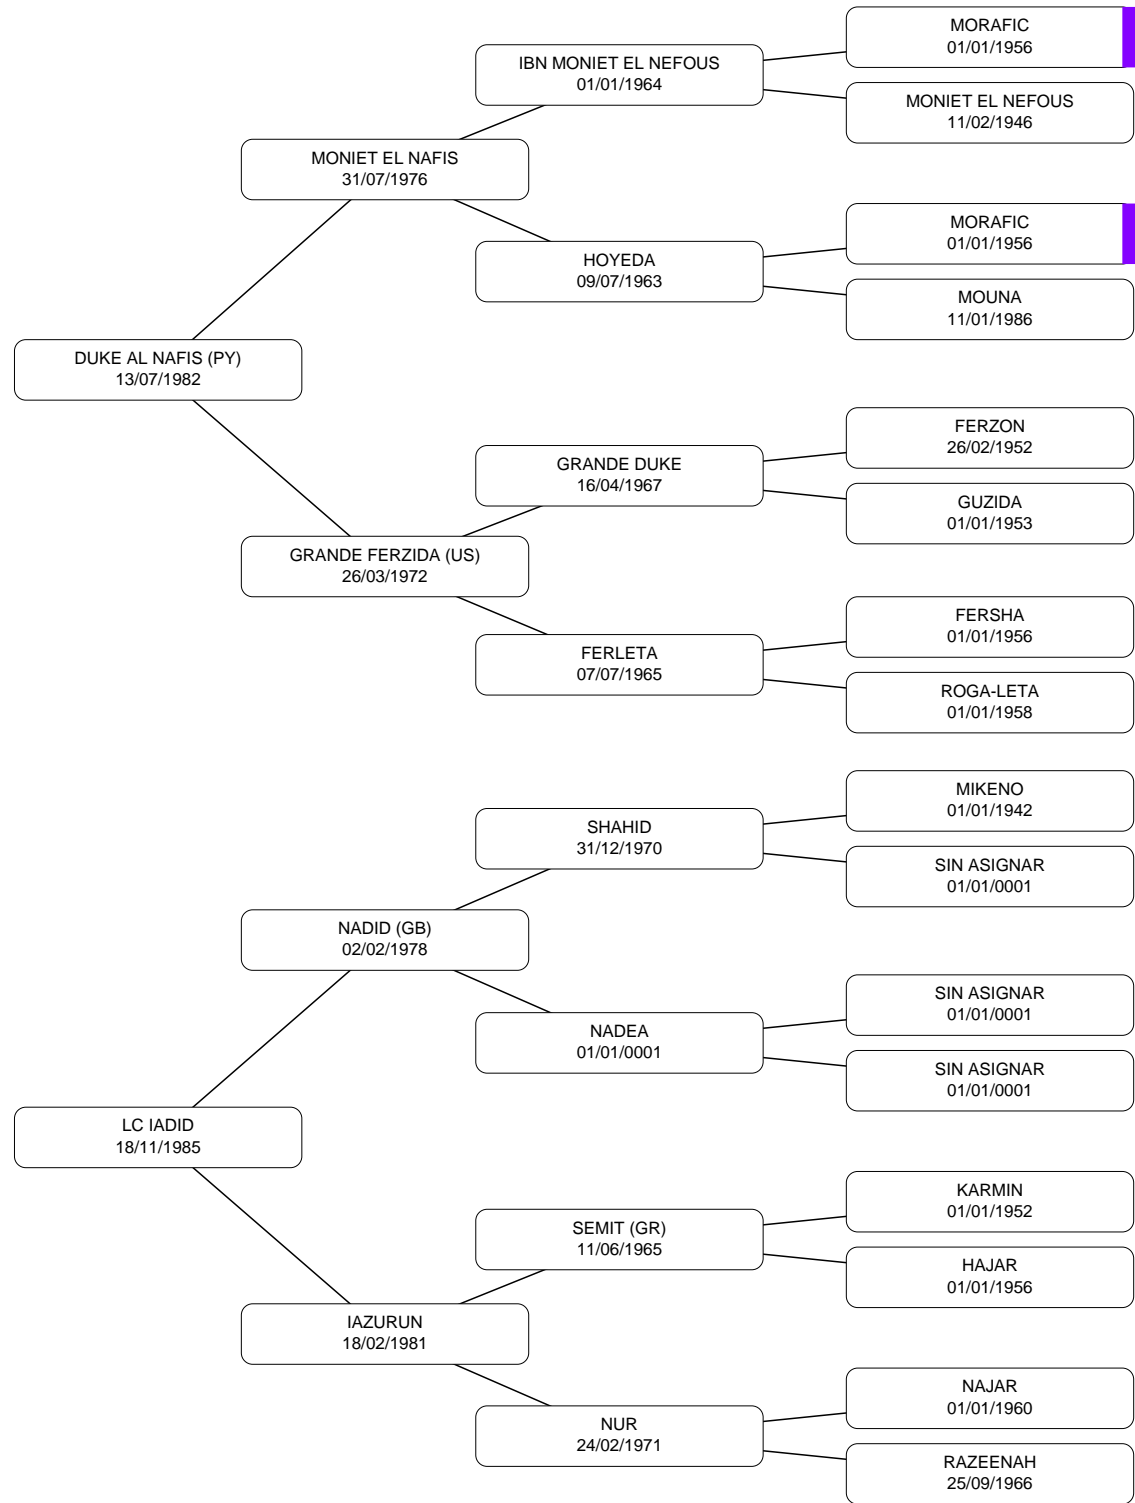 MORAFIC
01/01/1956
IBN MONIET EL NEFOUS
01/01/1964
MONIET EL NEFOUS
11/02/1946
MONIET EL NAFIS
31/07/1976
MORAFIC
01/01/1956
HOYEDA
09/07/1963
MOUNA
11/01/1986
DUKE AL NAFIS (PY)
13/07/1982
FERZON
26/02/1952
GRANDE DUKE
16/04/1967
GUZIDA
01/01/1953
GRANDE FERZIDA (US)
26/03/1972
FERSHA
01/01/1956
FERLETA
07/07/1965
ROGA-LETA
01/01/1958
MIKENO
01/01/1942
SHAHID
31/12/1970
SIN ASIGNAR
01/01/0001
NADID (GB)
02/02/1978
SIN ASIGNAR
01/01/0001
NADEA
01/01/0001
SIN ASIGNAR
01/01/0001
LC IADID
18/11/1985
KARMIN
01/01/1952
SEMIT (GR)
11/06/1965
HAJAR
01/01/1956
IAZURUN
18/02/1981
NAJAR
01/01/1960
NUR
24/02/1971
RAZEENAH
25/09/1966